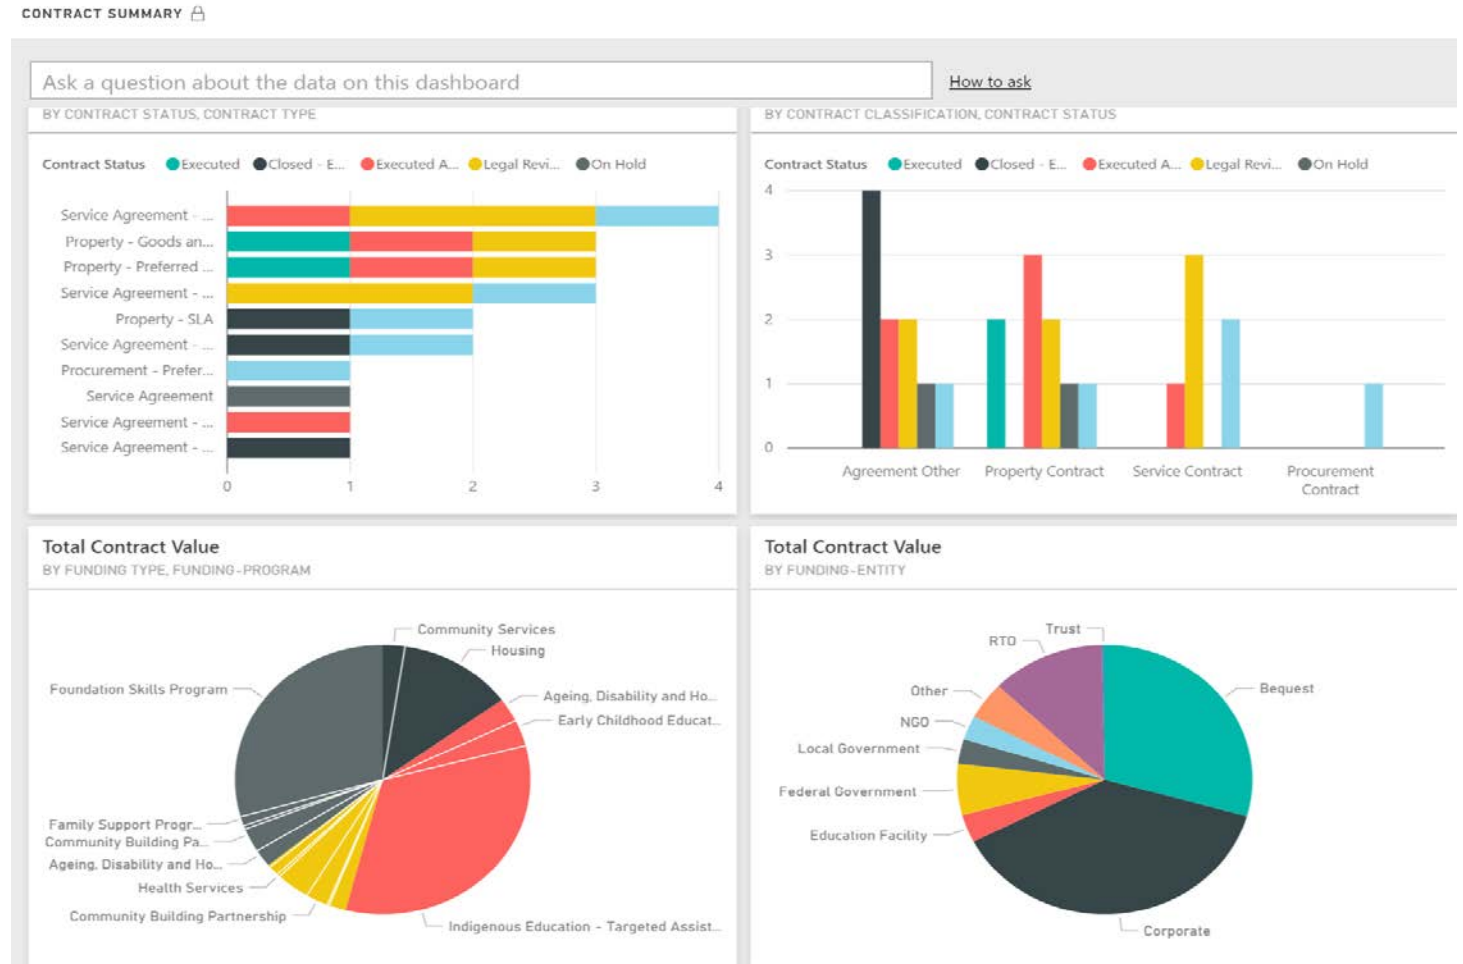 CONTRACT SUMMARY
Ask a question about the data on this dashboard
How to ask
BY CONTRACT STATUS, CONTRACT TYPE
Contract Status Executed Closed - E... Executed A... Legal Revi... On Hold
Service Agreement - ...
Property - Goods an...
Property - Preferred ...
Service Agreement - ...
Property - SLA
Service Agreement - ...
Procurement - Prefer...
Service Agreement
Service Agreement - ...
Service Agreement - ...
0 1 2 3 4
BY CONTRACT CLASSIFICATION, CONTRACT STATUS
Contract Status Executed Closed - E... Executed A... Legal Revi... On Hold
4
3
2
1
0
Agreement Other Property Contract Service Contract Procurement
Contract
Total Contract Value
BY FUNDING TYPE, FUNDING-PROGRAM
Community Services
Housing
Ageing, Disability and Ho...
Early Childhood Educat...
Foundation Skills Program
Family Support Progr...
Community Building Pa...
Ageing, Disability and Ho...
Health Services
Community Building Partnership
Indigenous Education - Targeted Assist...
Total Contract Value
BY FUNDING-ENTITY
Trust
RTO
Bequest
Other
NGO
Local Government
Federal Government
Education Facility
Corporate